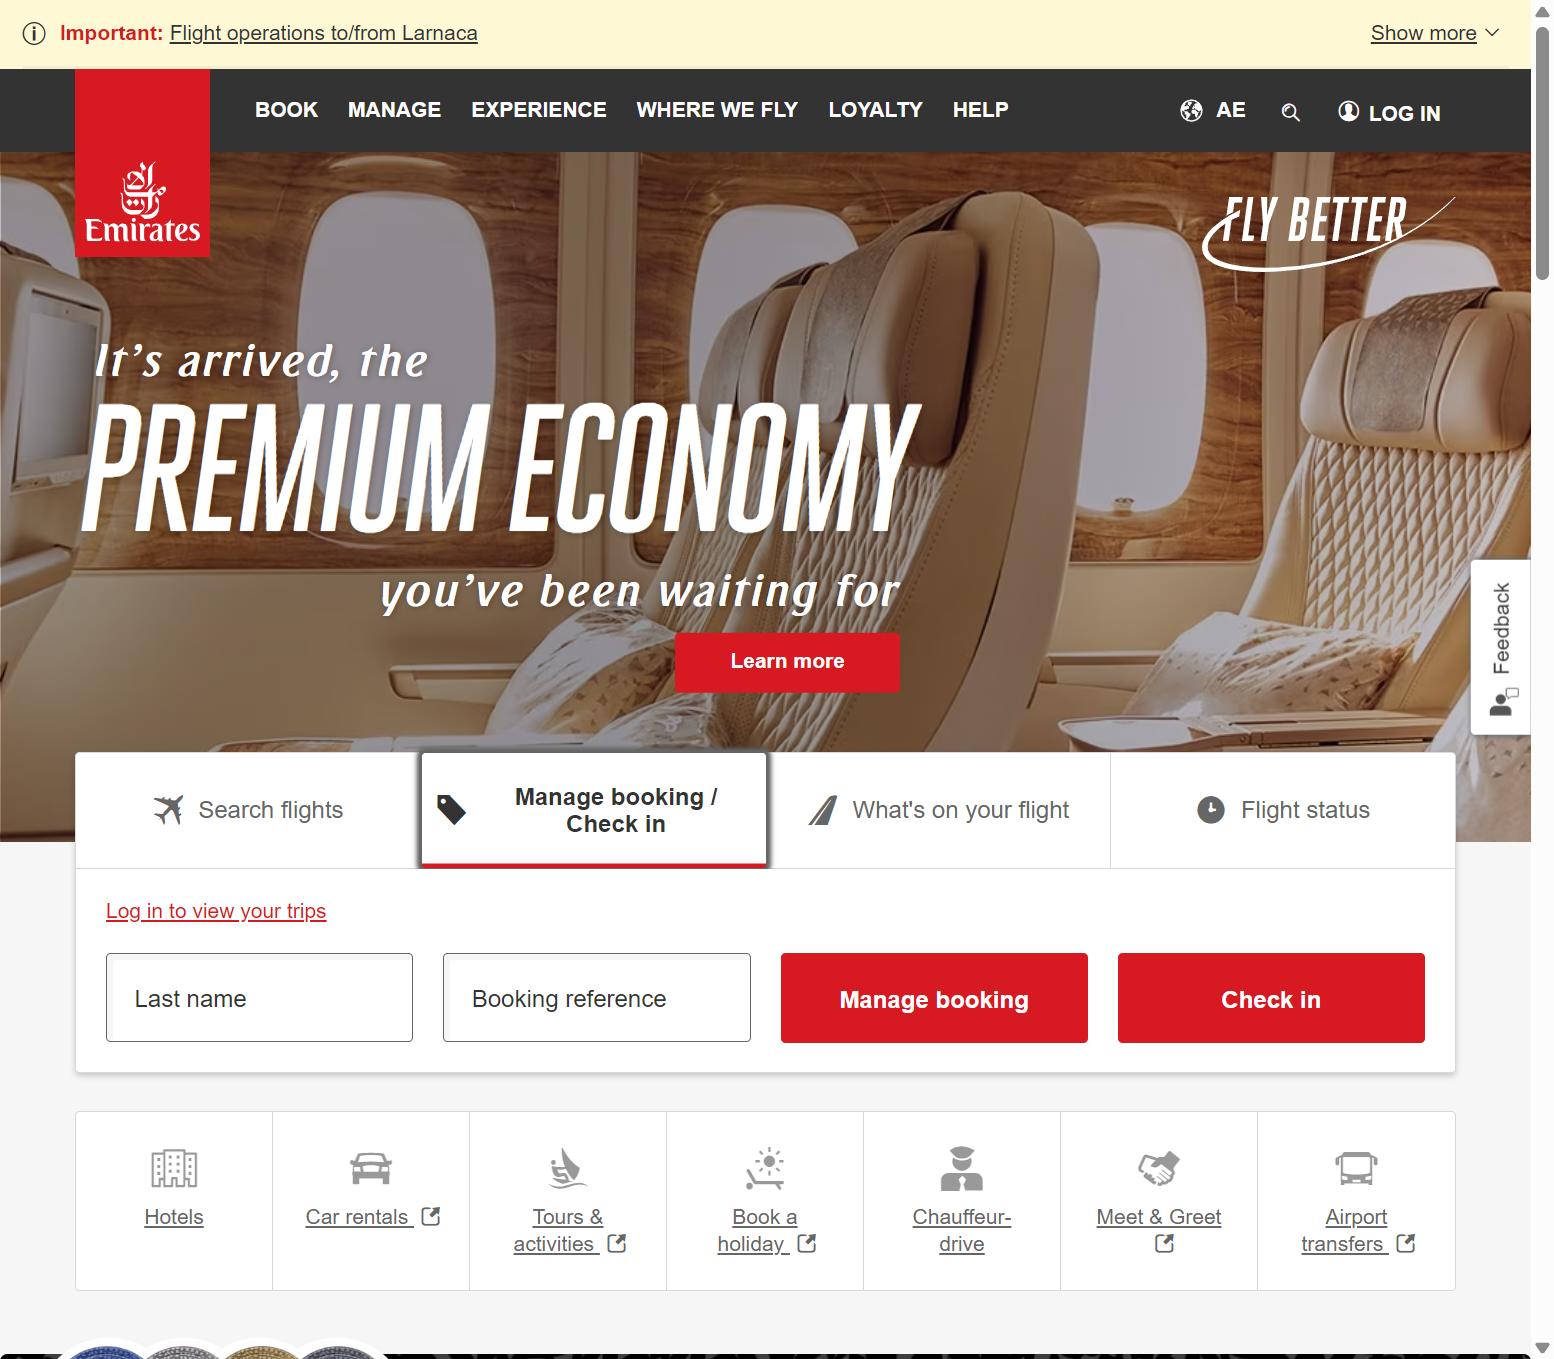 Important: Flight operations to/from Larnaca
Show more
BOOK MANAGE EXPERIENCE WHERE WE FLY LOYALTY HELP
AE
LOG IN
Emirates
FLY BETTER
It's arrived, the
PREMIUM ECONOMY
you've been waiting for
Learn more
Feedback
Search flights
Manage booking /
Check in
What's on your flight
Flight status
Log in to view your trips
Last name
Booking reference
Manage booking
Check in
Hotels
Car rentals
Tours &
activities
Book a
holiday
Chauffeur-
drive
Meet & Greet
Airport
transfers